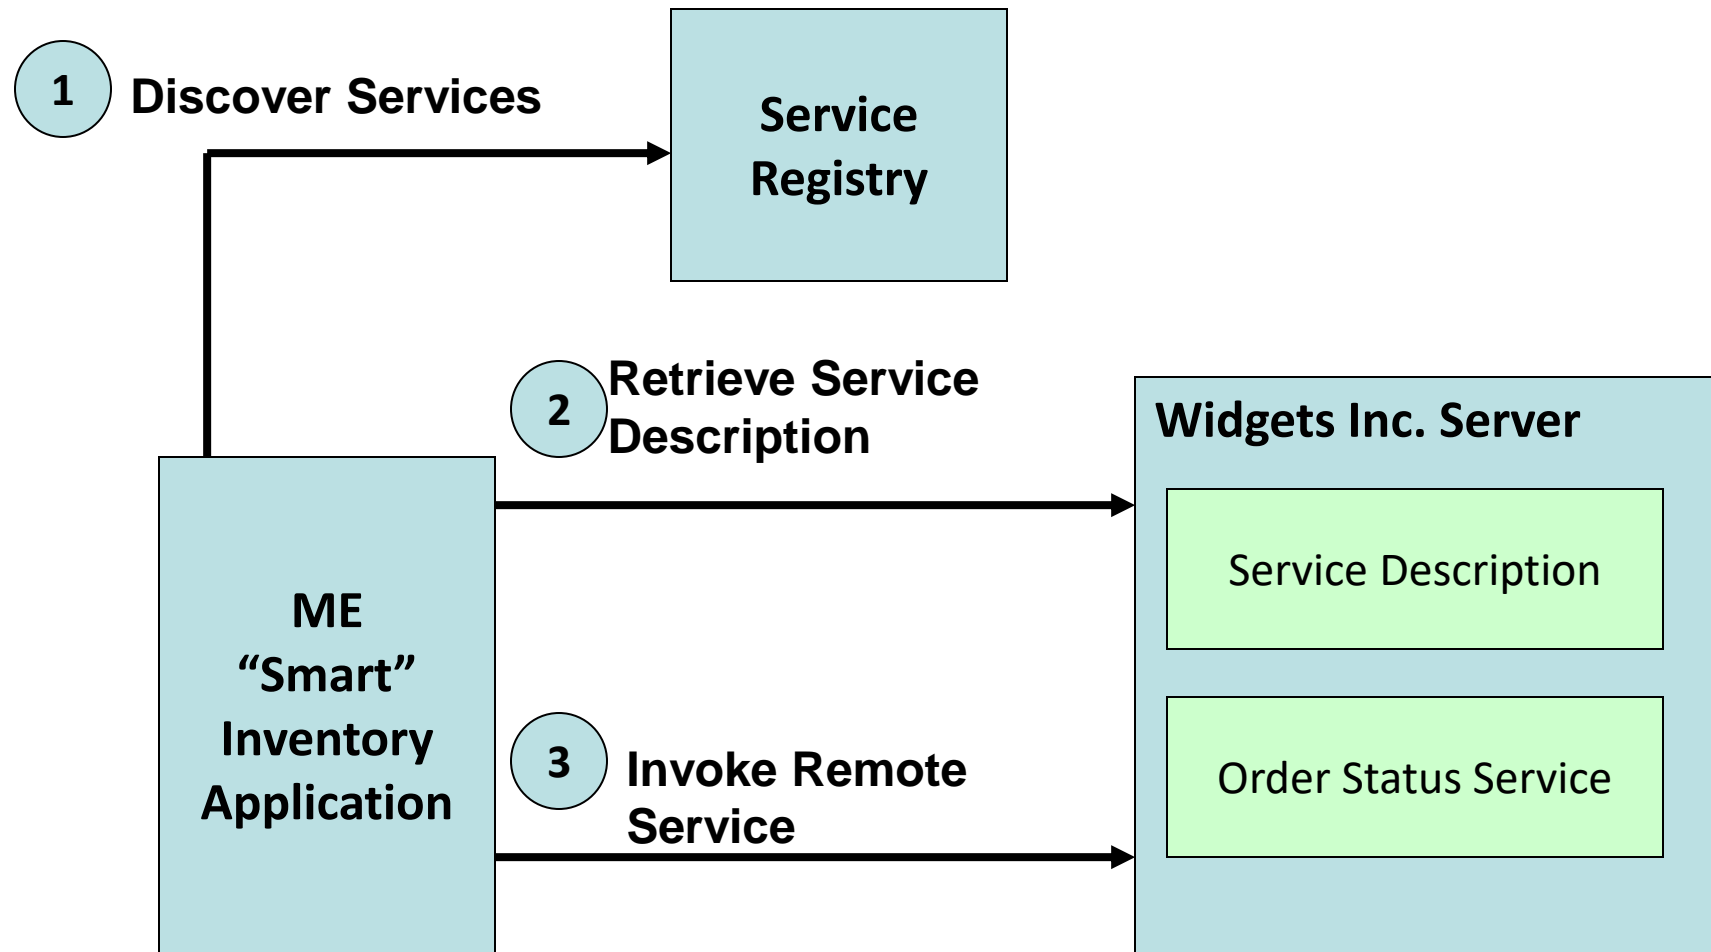 1
Discover Services
Service
Registry
2
Retrieve Service
Description
Widgets Inc. Server
Service Description
ME
“Smart”
Inventory
Application
3
Invoke Remote
Service
Order Status Service